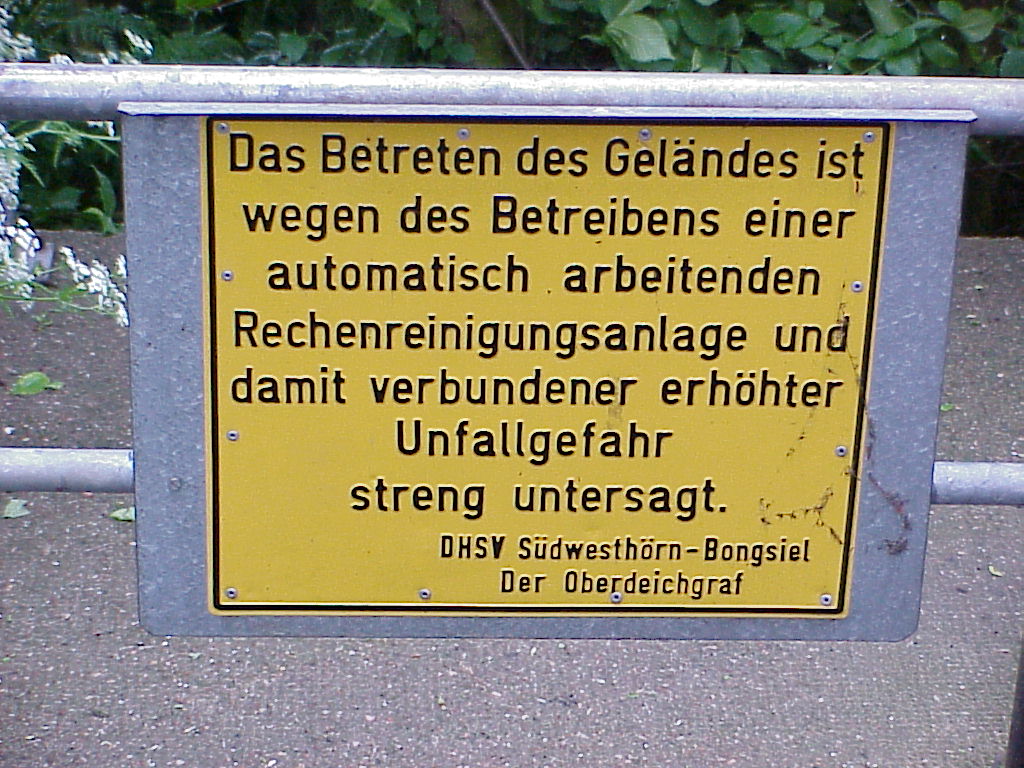 Das Betreten des Geländes ist
wegen des Betreibens einer
automatisch arbeitenden
Rechenreinigungsanlage und
damit verbundener erhöhter
Unfallgefahr
streng untersagt.
DHSV Südwesthörn-Bongsiel
Der Oberdeichgraf